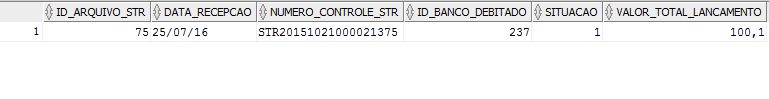 ID_ARQUIVO_STR DATA_RECEPCAO NUMERO_CONTROLE_STR ID_BANCO_DEBITADO SITUACAO VALOR_TOTAL_LANCAMENTO
1 75 25/07/16 STR20151021000021375 237 1 100,1